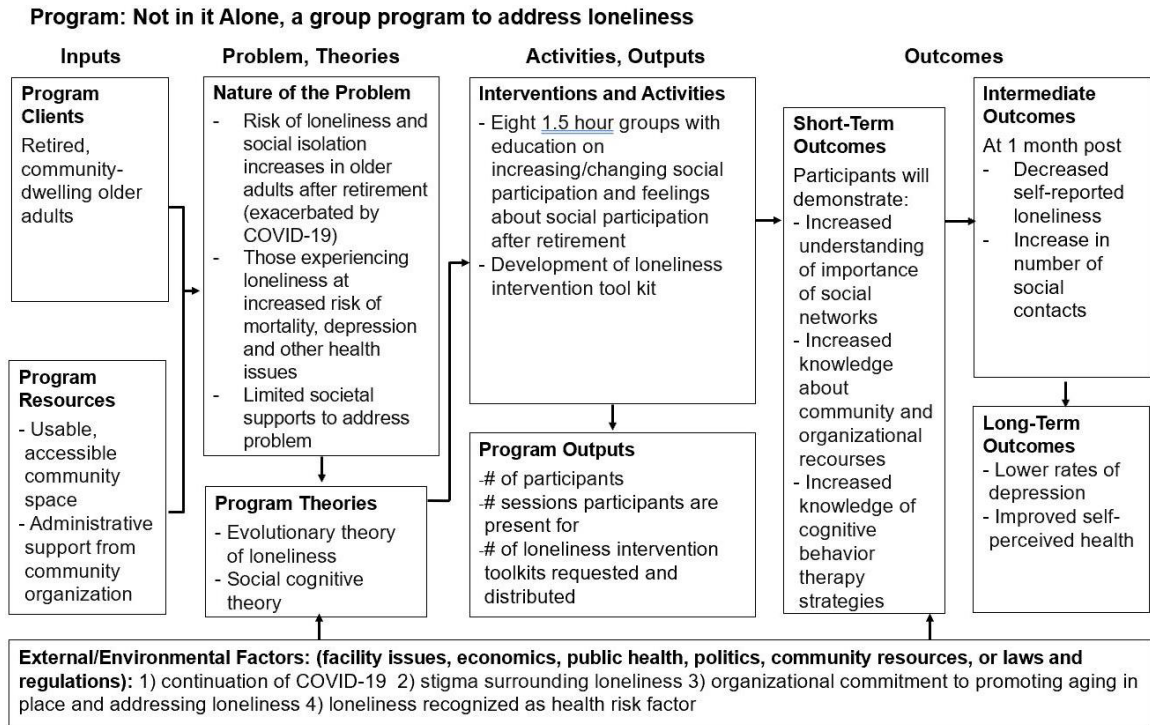 Program: Not in it Alone, a group program to address loneliness
Inputs
Problem, Theories
Activities, Outputs
Outcomes
Program
Clients
Retired,
community-
dwelling older
adults
Program
Resources
- Usable,
accessible
community
space
- Administrative
support from
community
organization
Nature of the Problem
- Risk of loneliness and
social isolation
increases in older
adults after retirement
(exacerbated by
COVID-19)
- Those experiencing
loneliness at
increased risk of
mortality, depression
and other health
issues
- Limited societal
supports to address
problem
Program Theories
- Evolutionary theory
of loneliness
- Social cognitive
theory
Interventions and Activities
- Eight 1.5 hour groups with
education on
increasing/changing social
participation and feelings
about social participation
after retirement
- Development of loneliness
intervention tool kit
Program Outputs
-# of participants
-# sessions participants are
present for
-# of loneliness intervention
toolkits requested and
distributed
Short-Term
Outcomes
Participants will
demonstrate:
- Increased
understanding
of importance
of social
networks
- Increased
knowledge
about
community and
organizational
recourses
- Increased
knowledge of
cognitive
behavior
therapy
strategies
Intermediate
Outcomes
At 1 month post
- Decreased
self-reported
loneliness
- Increase in
number of
social
contacts
Long-Term
Outcomes
- Lower rates of
depression
- Improved self-
perceived health
External/Environmental Factors: (facility issues, economics, public health, politics, community resources, or laws and
regulations): 1) continuation of COVID-19 2) stigma surrounding loneliness 3) organizational commitment to promoting aging in
place and addressing loneliness 4) loneliness recognized as health risk factor